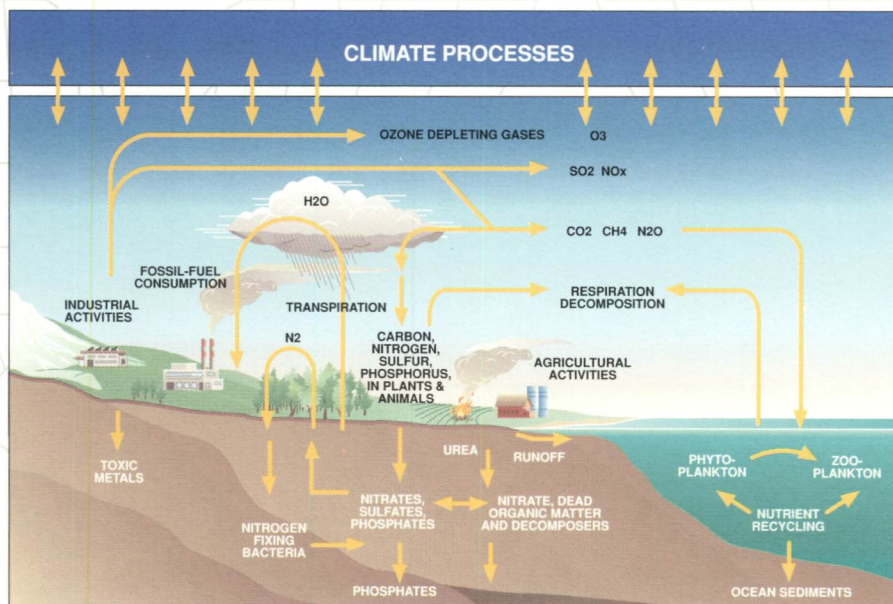 CLIMATE PROCESSES
OZONE DEPLETING GASES O3
SO2 NOx
H2O
CO2 CH4 N2O
FOSSIL-FUEL
CONSUMPTION
INDUSTRIAL
ACTIVITIES
TRANSPIRATION
RESPIRATION
DECOMPOSITION
N2
CARBON,
NITROGEN,
SULFUR,
PHOSPHORUS,
IN PLANTS &
ANIMALS
AGRICULTURAL
ACTIVITIES
TOXIC
METALS
UREA
RUNOFF
PHYTO-
PLANKTON
ZOO-
PLANKTON
NITRATES,
SULFATES,
PHOSPHATES
NITRATE, DEAD
ORGANIC MATTER
AND DECOMPOSERS
NUTRIENT
RECYCLING
NITROGEN
FIXING
BACTERIA
PHOSPHATES
OCEAN SEDIMENTS